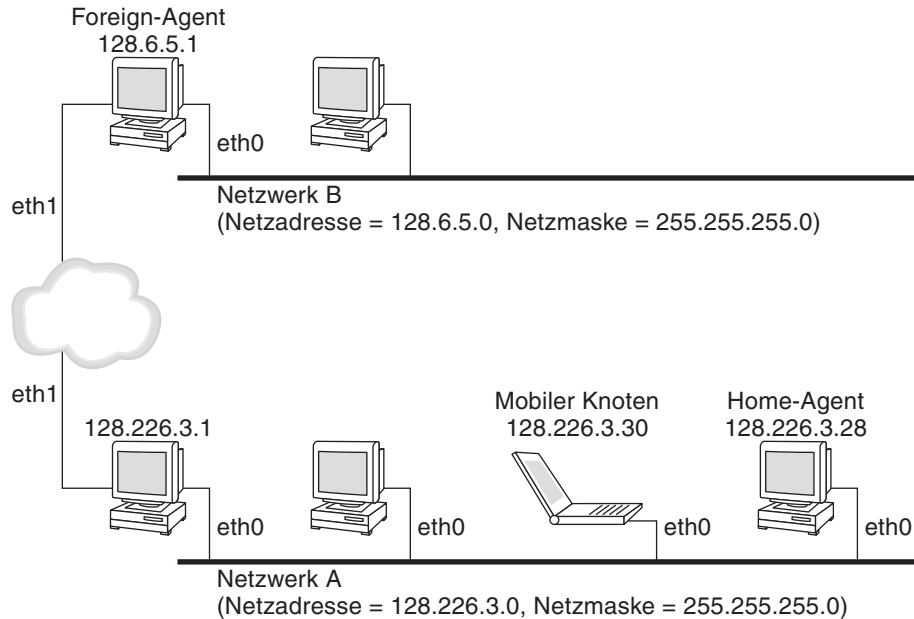 Foreign-Agent
128.6.5.1
eth0
Netzwerk B
(Netzadresse = 128.6.5.0, Netzmaske = 255.255.255.0)
eth1
eth1
128.226.3.1
Mobiler Knoten
128.226.3.30
Home-Agent
128.226.3.28
eth0
eth0
eth0
eth0
Netzwerk A
(Netzadresse = 128.226.3.0, Netzmaske = 255.255.255.0)